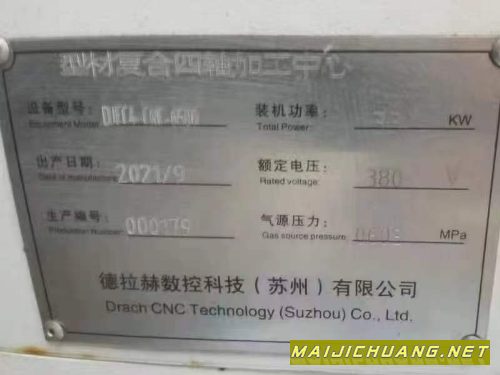 型材复合四轴加工中心
设备型号: 装机功率: KW
Equipment Model: Total Power:
出产日期: 2021/9 额定电压: 380 V
Date of manufacture: Rated voltage:
生产编号: 000179 气源压力: MPa
Production Number: Gas source pressure:
德拉赫数控科技(苏州)有限公司
Drach CNC Technology (Suzhou) Co., Ltd.
MAIJICHUANG.NET